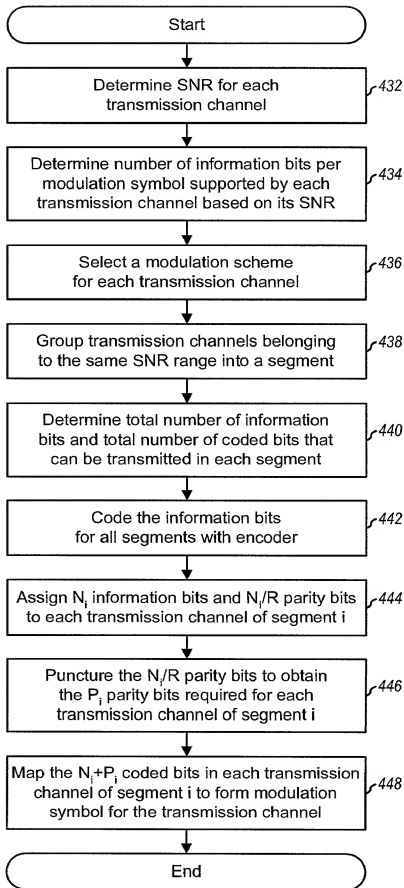 Start
Determine SNR for each
transmission channel
432
Determine number of information bits per
modulation symbol supported by each
transmission channel based on its SNR
434
Select a modulation scheme
for each transmission channel
436
Group transmission channels belonging
to the same SNR range into a segment
438
Determine total number of information
bits and total number of coded bits that
can be transmitted in each segment
440
Code the information bits
for all segments with encoder
442
Assign Ni information bits and Ni/R parity bits
to each transmission channel of segment i
444
Puncture the Ni/R parity bits to obtain
the Pi parity bits required for each
transmission channel of segment i
446
Map the Ni+Pi coded bits in each transmission
channel of segment i to form modulation
symbol for the transmission channel
448
End